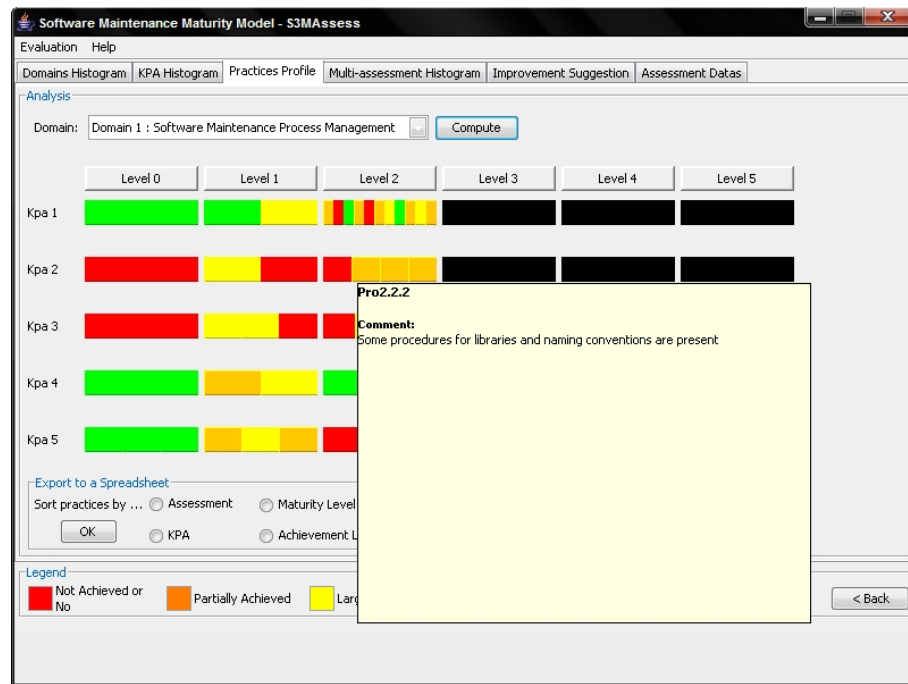 Software Maintenance Maturity Model - S3MAssess
Evaluation Help
Domains Histogram KPA Histogram Practices Profile Multi-assessment Histogram Improvement Suggestion Assessment Datas
Analysis
Domain: Domain 1 : Software Maintenance Process Management Compute
Level 0 Level 1 Level 2 Level 3 Level 4 Level 5
Kpa 1
Kpa 2
Pro2.2.2
Kpa 3
Comment:
Some procedures for libraries and naming conventions are present
Kpa 4
Kpa 5
Export to a Spreadsheet
Sort practices by ... Assessment Maturity Level
OK KPA Achievement L
Legend
Not Achieved or
No
Partially Achieved Larg
< Back